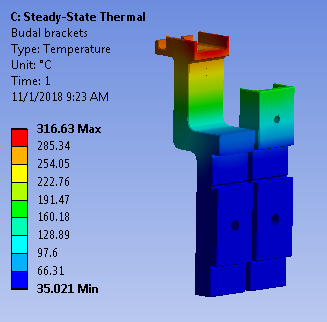 C: Steady-State Thermal
Budal brackets
Type: Temperature
Unit: °C
Time: 1
11/1/2018 9:23 AM
316.63 Max
285.34
254.05
222.76
191.47
160.18
128.89
97.6
66.31
35.021 Min